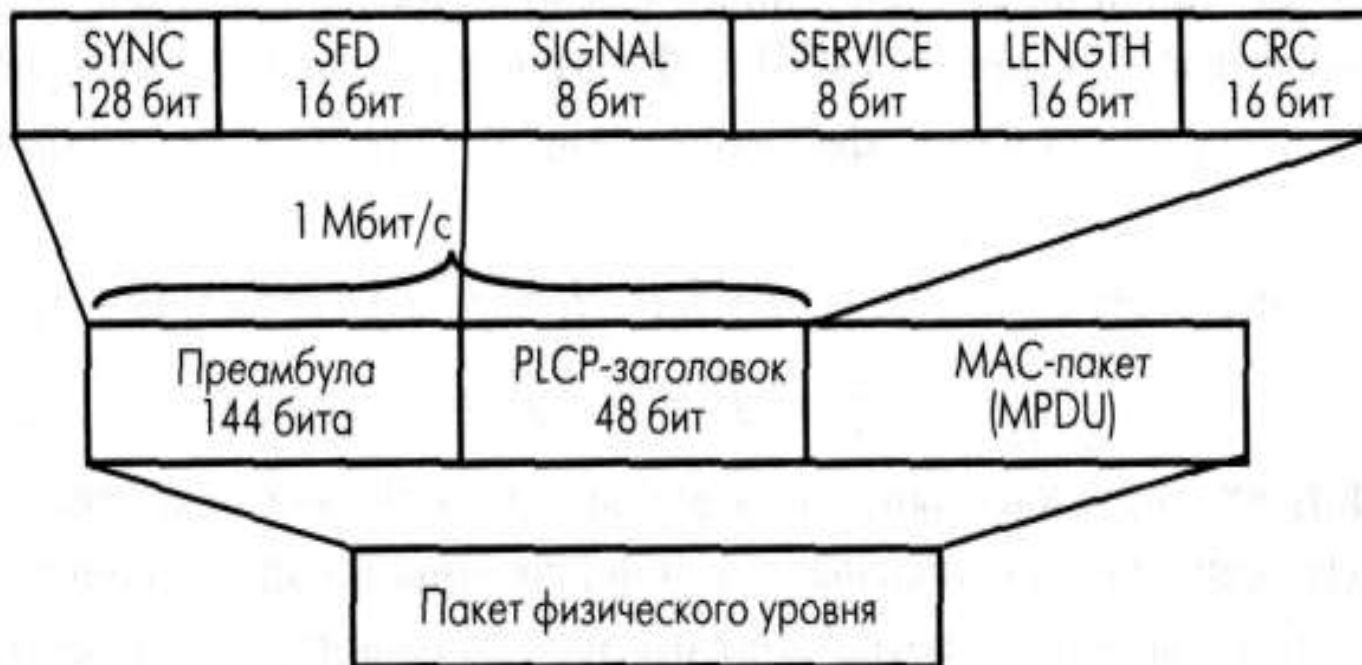 SYNC
128 бит
SFD
16 бит
SIGNAL
8 бит
SERVICE
8 бит
LENGTH
16 бит
CRC
16 бит
1 Мбит/с
Преамбула
144 бита
PLCP-заголовок
48 бит
МАС-пакет
(MPDU)
Пакет физического уровня